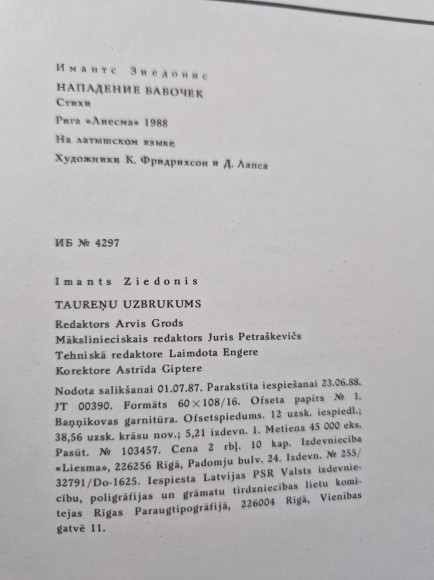 Имантс Зиедонис
НАПАДЕНИЕ БАБОЧЕК
Стихи
Рига «Лиесма» 1988
На латышском языке
Художники К. Фридрихсон и Д. Лапса
ИБ № 4297
Imants Ziedonis
TAUREŅU UZBRUKUMS
Redaktors Arvis Grods
Mākslinieciskais redaktors Juris Petraškevičs
Tehniskā redaktore Laimdota Engere
Korektore Astrīda Giptere
Nodota salikšanai 01.07.87. Parakstīta iespiešanai 23.06.88.
JT 00390. Formāts 60×108/16. Ofseta papīrs № 1.
Baņņikovas garnitūra. Ofsetspiedums. 12 uzsk. iespiedl.;
38,56 uzsk. krāsu nov.; 5,21 izdevn. l. Metiens 45 000 eks.
Pasūt. № 103457. Cena 2 rbļ. 10 kap. Izdevniecība
«Liesma», 226256 Rīgā, Padomju bulv. 24. Izdevn. № 255/
32791/Do-1625. Iespiesta Latvijas PSR Valsts izdevnie-
cību, poligrāfijas un grāmatu tirdzniecības lietu komi-
tejas Rīgas Paraugtipogrāfijā, 226004 Rīgā, Vienības
gatvē 11.